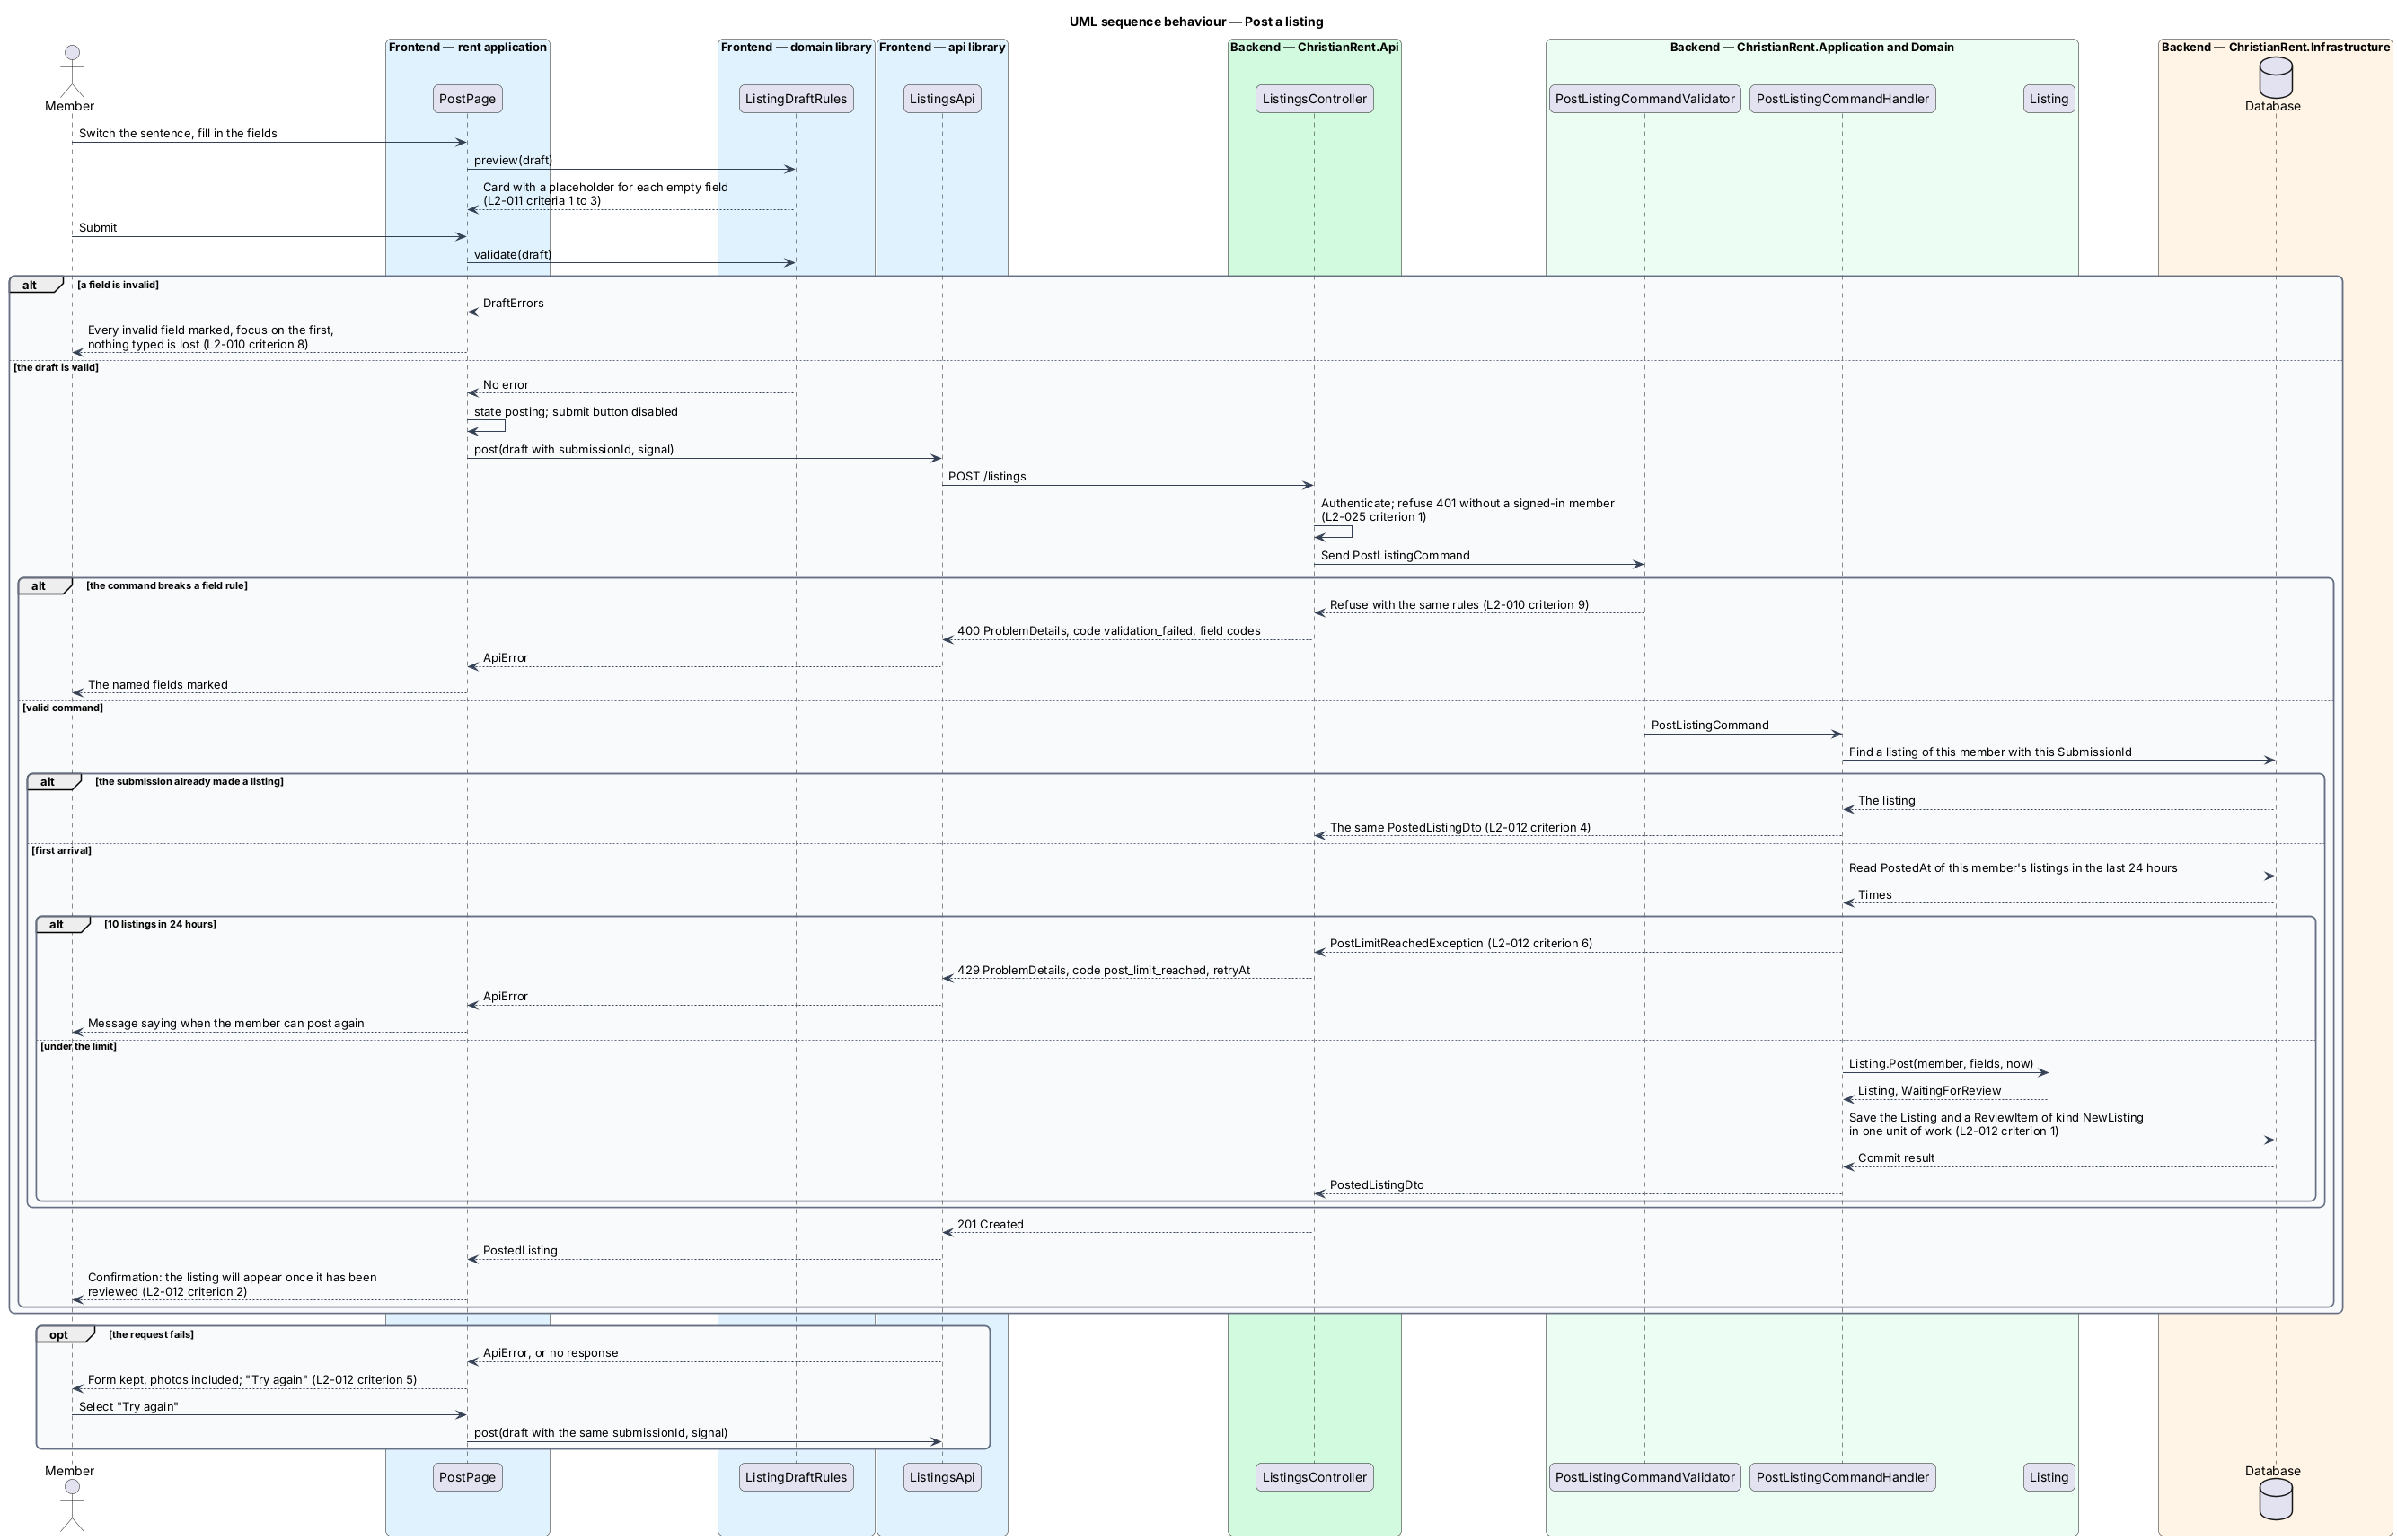 UML sequence behaviour — Post a listing
Frontend — rent application
Frontend — domain library
Frontend — api library
Backend — ChristianRent.Api
Backend — ChristianRent.Application and Domain
Backend — ChristianRent.Infrastructure
Member
PostPage
ListingDraftRules
ListingsApi
ListingsController
PostListingCommandValidator
PostListingCommandHandler
Listing
Database
Switch the sentence, fill in the fields
preview(draft)
Card with a placeholder for each empty field
(L2-011 criteria 1 to 3)
Submit
validate(draft)
alt [a field is invalid]
DraftErrors
Every invalid field marked, focus on the first,
nothing typed is lost (L2-010 criterion 8)
[the draft is valid]
No error
state posting; submit button disabled
post(draft with submissionId, signal)
POST /listings
Authenticate; refuse 401 without a signed-in member
(L2-025 criterion 1)
Send PostListingCommand
alt [the command breaks a field rule]
Refuse with the same rules (L2-010 criterion 9)
400 ProblemDetails, code validation_failed, field codes
ApiError
The named fields marked
[valid command]
PostListingCommand
Find a listing of this member with this SubmissionId
alt [the submission already made a listing]
The listing
The same PostedListingDto (L2-012 criterion 4)
[first arrival]
Read PostedAt of this member's listings in the last 24 hours
Times
alt [10 listings in 24 hours]
PostLimitReachedException (L2-012 criterion 6)
429 ProblemDetails, code post_limit_reached, retryAt
ApiError
Message saying when the member can post again
[under the limit]
Listing.Post(member, fields, now)
Listing, WaitingForReview
Save the Listing and a ReviewItem of kind NewListing
in one unit of work (L2-012 criterion 1)
Commit result
PostedListingDto
201 Created
PostedListing
Confirmation: the listing will appear once it has been
reviewed (L2-012 criterion 2)
opt [the request fails]
ApiError, or no response
Form kept, photos included; "Try again" (L2-012 criterion 5)
Select "Try again"
post(draft with the same submissionId, signal)
Member
PostPage
ListingDraftRules
ListingsApi
ListingsController
PostListingCommandValidator
PostListingCommandHandler
Listing
Database